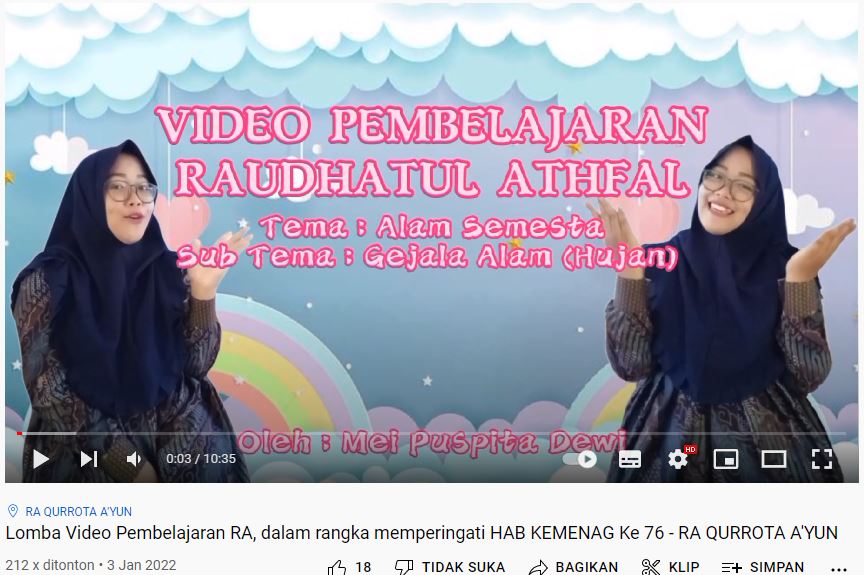 VIDEO PEMBELAJARAN
RAUDHATUL ATHFAL
Tema : Alam Semesta
Sub Tema : Gejala Alam (Hujan)
Oleh : Mei Puspita Dewi
0:03 / 10:35
HD
RA QURROTA A'YUN
Lomba Video Pembelajaran RA, dalam rangka memperingati HAB KEMENAG Ke 76 - RA QURROTA A'YUN
212 x ditonton • 3 Jan 2022
18 TIDAK SUKA BAGIKAN KLIP SIMPAN